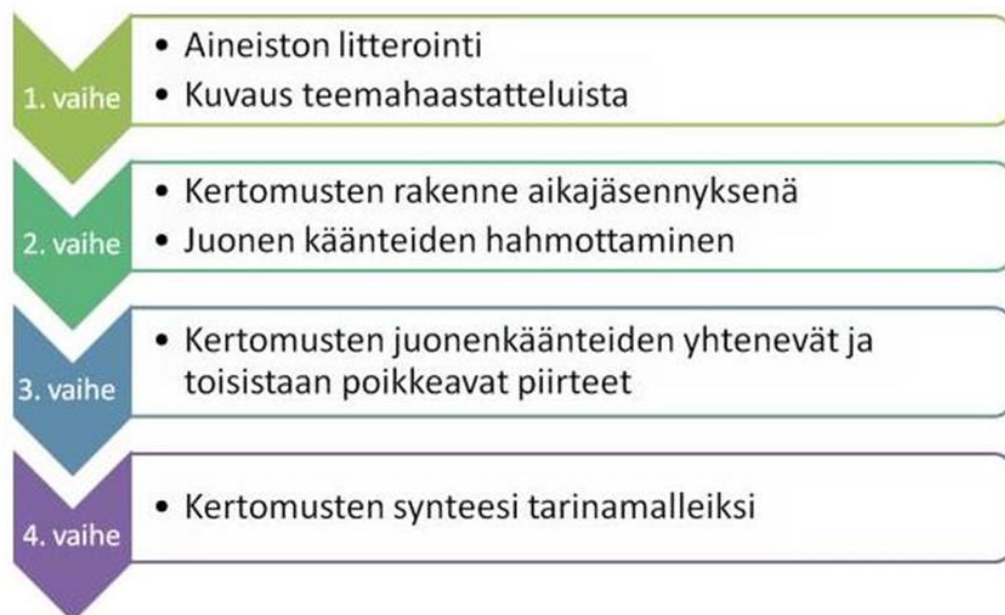 1. vaihe
• Aineiston litterointi
• Kuvaus teemahaastatteluista
2. vaihe
• Kertomusten rakenne aikajäsennyksenä
• Juonen käänteiden hahmottaminen
3. vaihe
• Kertomusten juonenkäänteiden yhtenevät ja
toisistaan poikkeavat piirteet
4. vaihe
• Kertomusten synteesi tarinamalleiksi